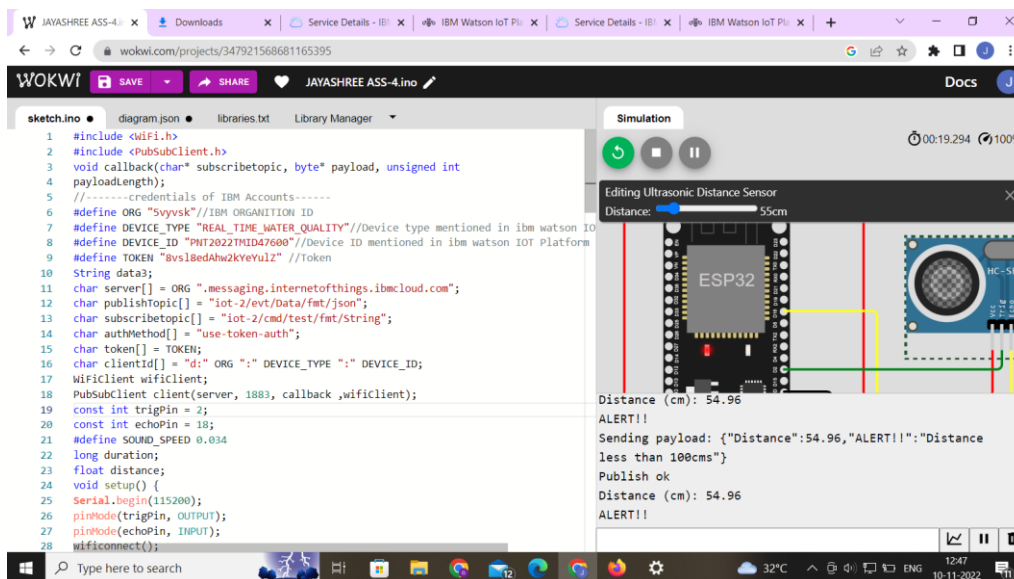 JAYASHREE ASS-4.i
Downloads
Service Details - IB
IBM Watson IoT Pla
Service Details - IB
IBM Watson IoT Pla
wokwi.com/projects/347921568681165395
J
WOKWi
SAVE
SHARE
JAYASHREE ASS-4.ino
Docs
J
sketch.ino ●
diagram.json ●
libraries.txt
Library Manager
Simulation
1 #include <WiFi.h>
2 #include <PubSubClient.h>
3 void callback(char* subscribetopic, byte* payload, unsigned int
4 payloadLength);
5 //-------credentials of IBM Accounts------
6 #define ORG "5vyvsk"//IBM ORGANITION ID
7 #define DEVICE_TYPE "REAL_TIME_WATER_QUALITY"//Device type mentioned in ibm watson IO
8 #define DEVICE_ID "PNT2022TMID47600"//Device ID mentioned in ibm watson IOT Platform
9 #define TOKEN "8vsl8edAhw2kYeYulZ" //Token
10 String data3;
11 char server[] = ORG ".messaging.internetofthings.ibmcloud.com";
12 char publishTopic[] = "iot-2/evt/Data/fmt/json";
13 char subscribetopic[] = "iot-2/cmd/test/fmt/String";
14 char authMethod[] = "use-token-auth";
15 char token[] = TOKEN;
16 char clientId[] = "d:" ORG ":" DEVICE_TYPE ":" DEVICE_ID;
17 WiFiClient wifiClient;
18 PubSubClient client(server, 1883, callback ,wifiClient);
19 const int trigPin = 2;
20 const int echoPin = 18;
21 #define SOUND_SPEED 0.034
22 long duration;
23 float distance;
24 void setup() {
25 Serial.begin(115200);
26 pinMode(trigPin, OUTPUT);
27 pinMode(echoPin, INPUT);
28 wificonnect();
00:19.294 100%
Editing Ultrasonic Distance Sensor
Distance: 55cm
ESP32
HC-S
Vcc
Trig
Echo
Distance (cm): 54.96
ALERT!!
Sending payload: {"Distance":54.96,"ALERT!!":"Distance
less than 100cms"}
Publish ok
Distance (cm): 54.96
ALERT!!
Type here to search
12
32°C
ENG
12:47
10-11-2022
11